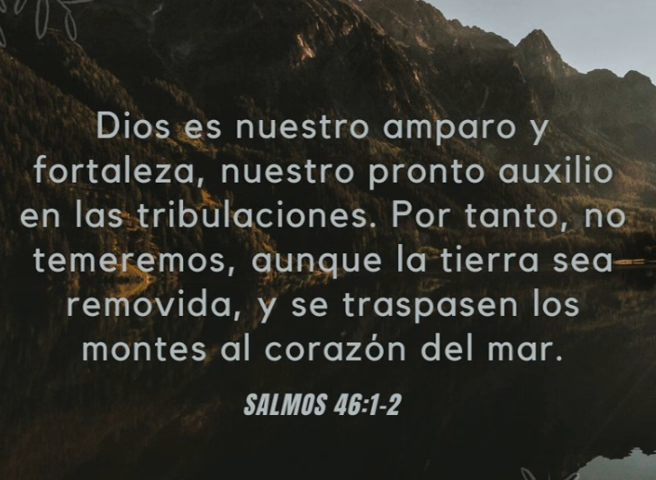 Dios es nuestro amparo y
fortaleza, nuestro pronto auxilio
en las tribulaciones. Por tanto, no
temeremos, aunque la tierra sea
removida, y se traspasen los
montes al corazón del mar.
SALMOS 46:1-2